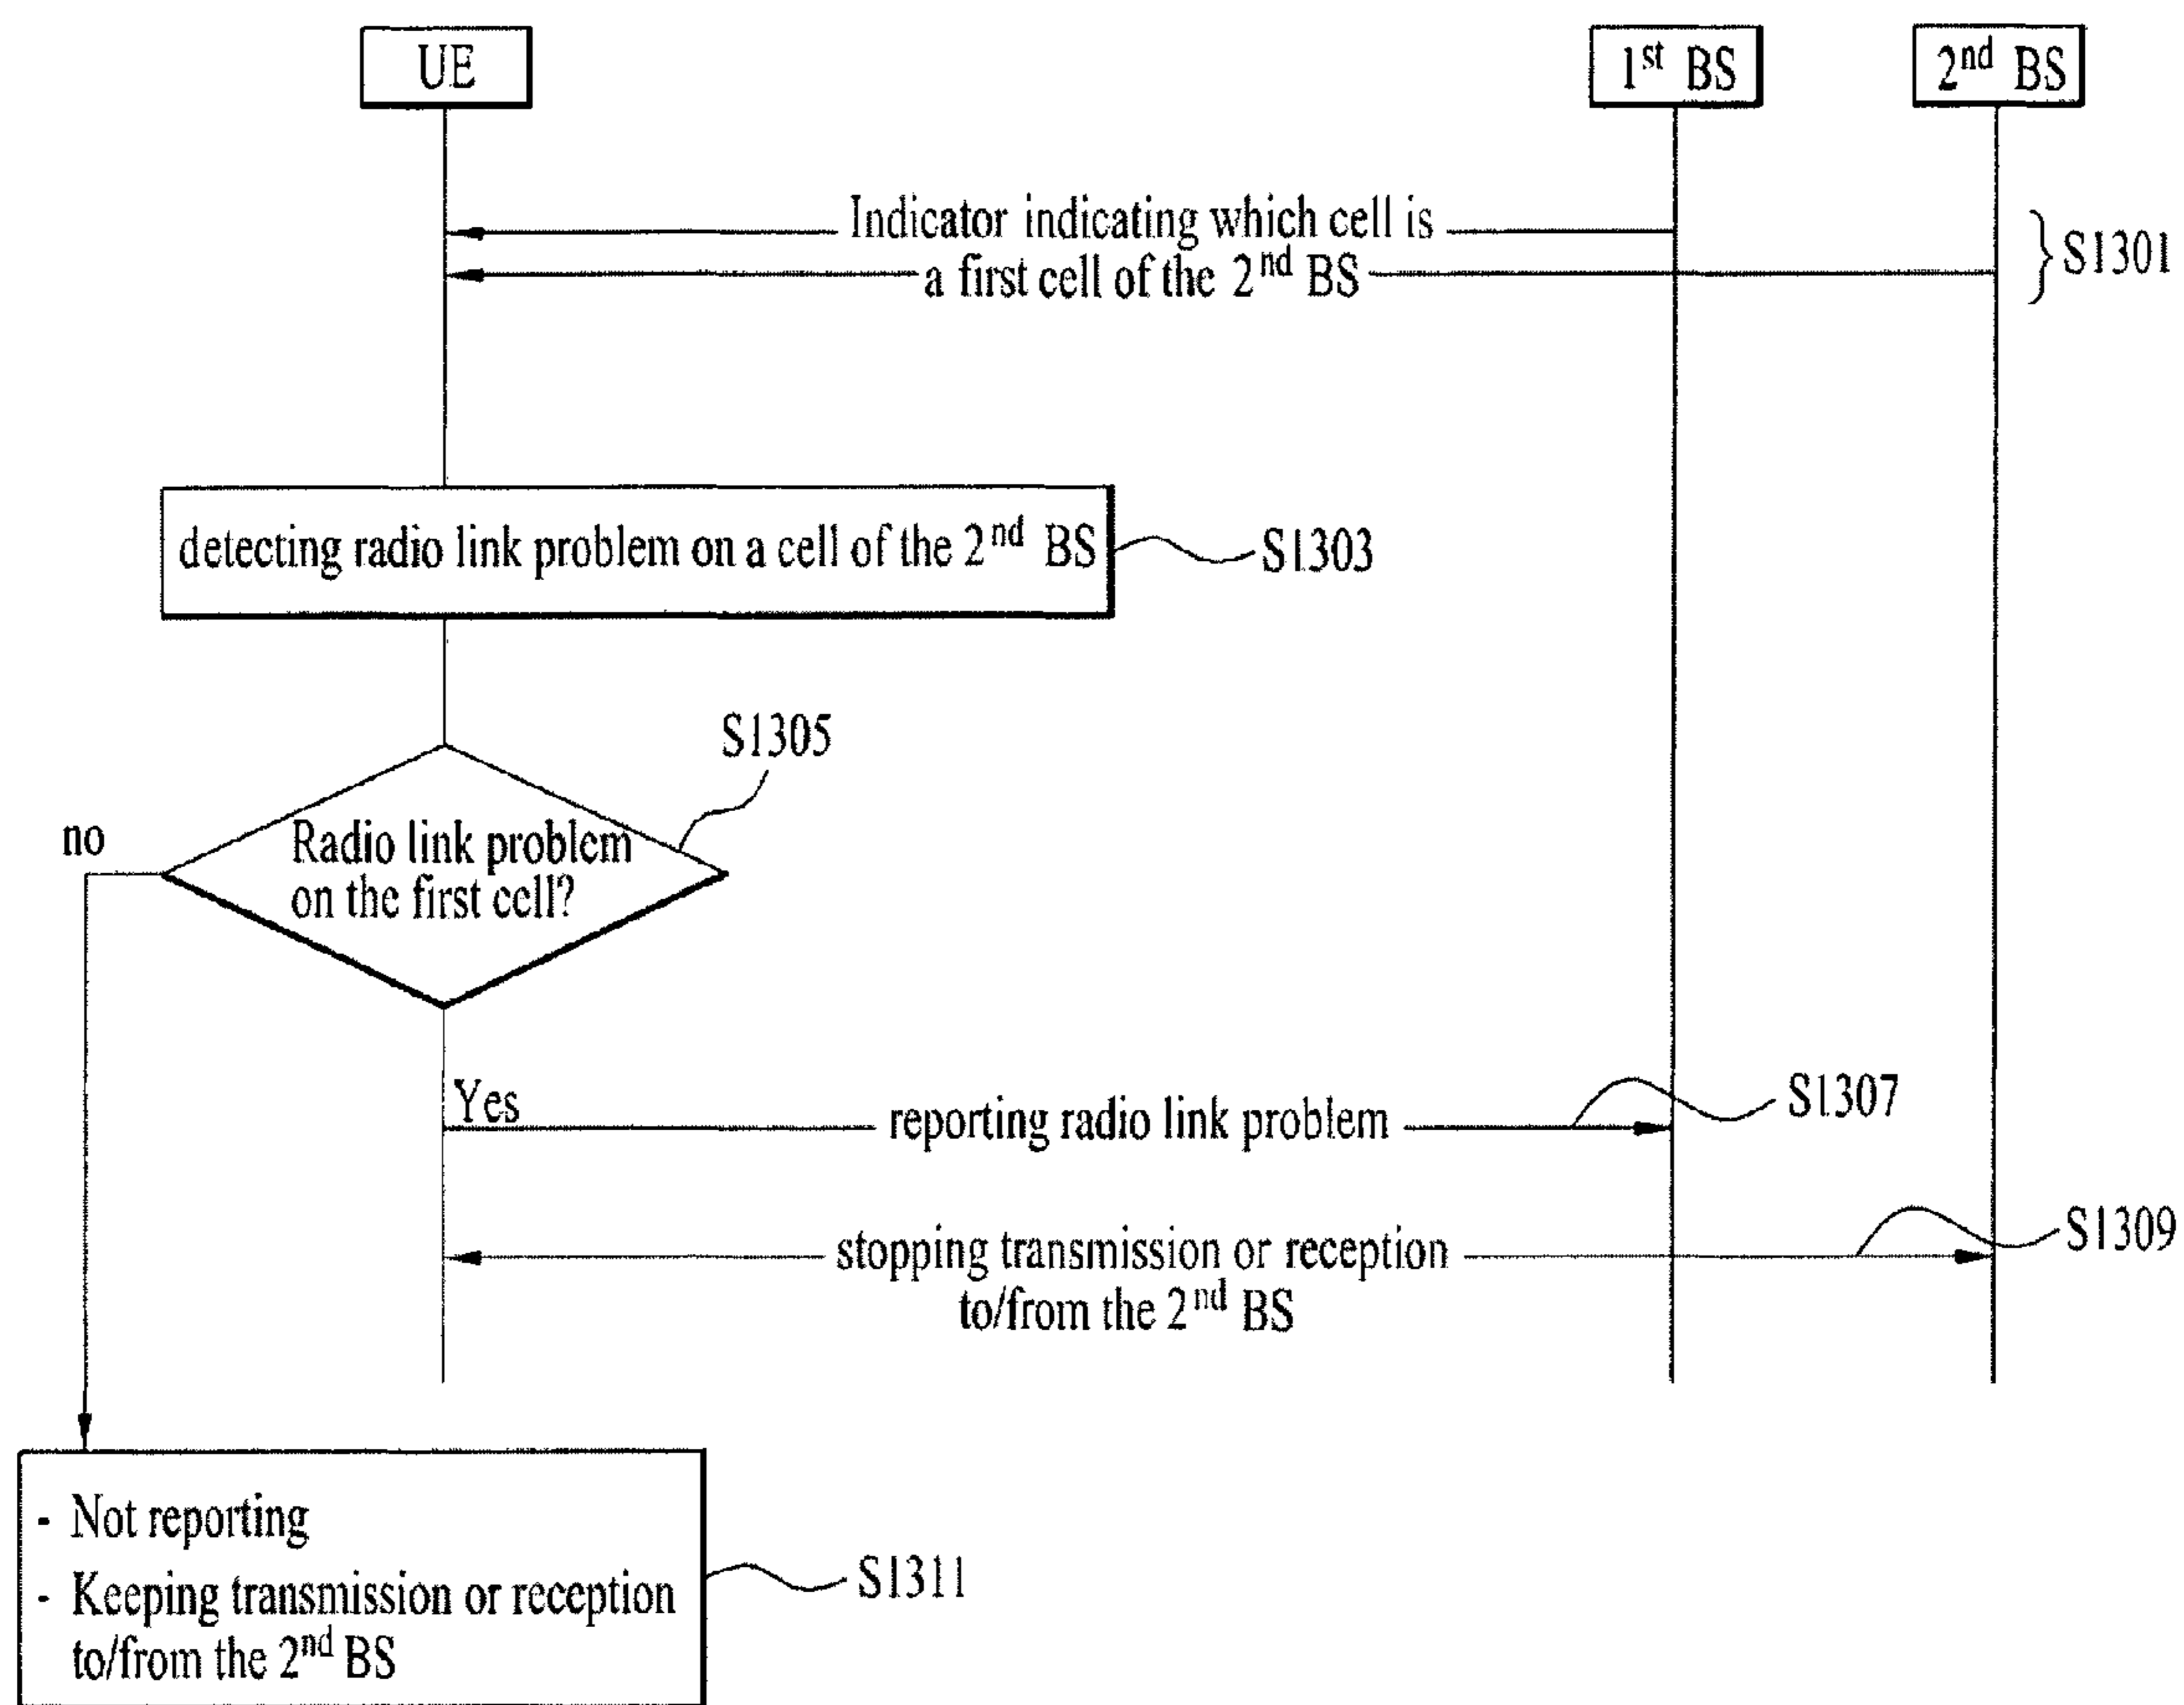 UE
1st BS
2nd BS
Indicator indicating which cell is
a first cell of the 2nd BS
S1301
detecting radio link problem on a cell of the 2nd BS
S1303
S1305
no
Radio link problem
on the first cell?
Yes
reporting radio link problem
S1307
stopping transmission or reception
to/from the 2nd BS
S1309
- Not reporting
- Keeping transmission or reception
to/from the 2nd BS
S1311